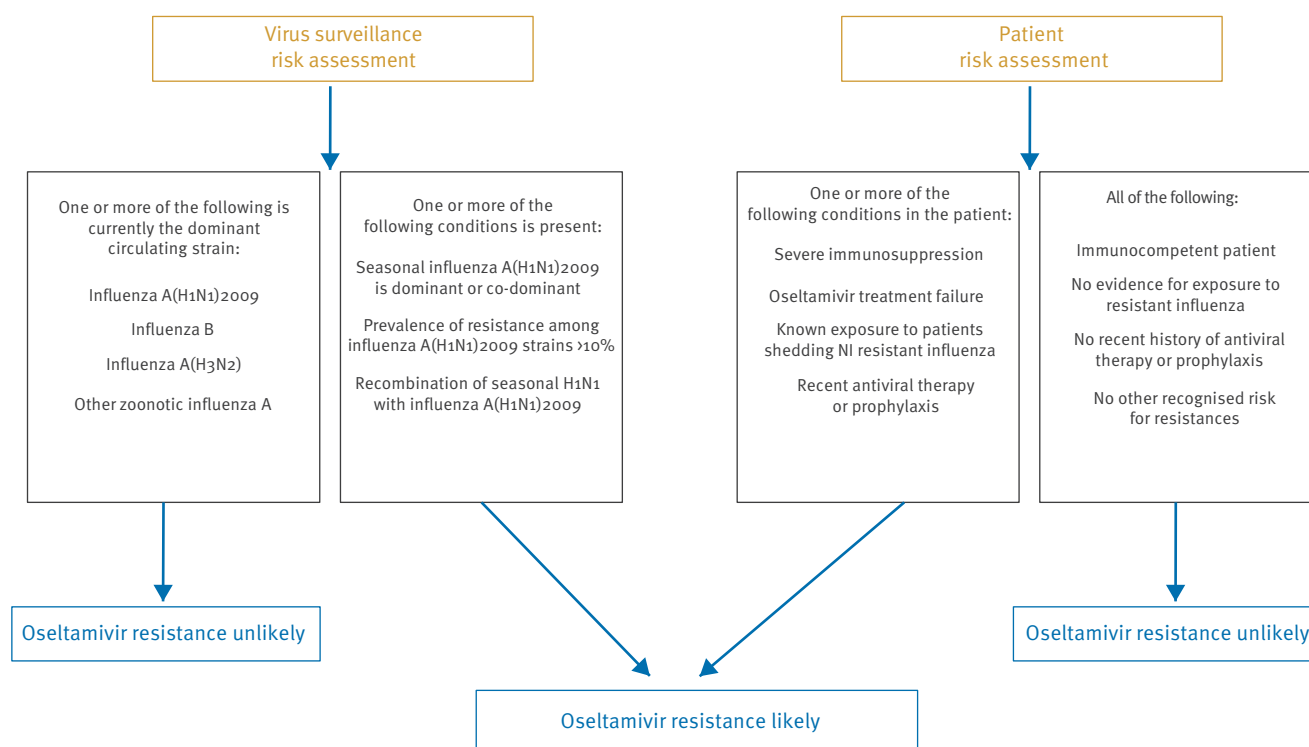 Virus surveillance
risk assessment
Patient
risk assessment
One or more of the following is
currently the dominant
circulating strain:
Influenza A(H1N1)2009
Influenza B
Influenza A(H3N2)
Other zoonotic influenza A
One or more of the
following conditions is present:
Seasonal influenza A(H1N1)2009
is dominant or co-dominant
Prevalence of resistance among
influenza A(H1N1)2009 strains >10%
Recombination of seasonal H1N1
with influenza A(H1N1)2009
One or more of the
following conditions in the patient:
Severe immunosuppression
Oseltamivir treatment failure
Known exposure to patients
shedding NI resistant influenza
Recent antiviral therapy
or prophylaxis
All of the following:
Immunocompetent patient
No evidence for exposure to
resistant influenza
No recent history of antiviral
therapy or prophylaxis
No other recognised risk
for resistances
Oseltamivir resistance unlikely
Oseltamivir resistance unlikely
Oseltamivir resistance likely